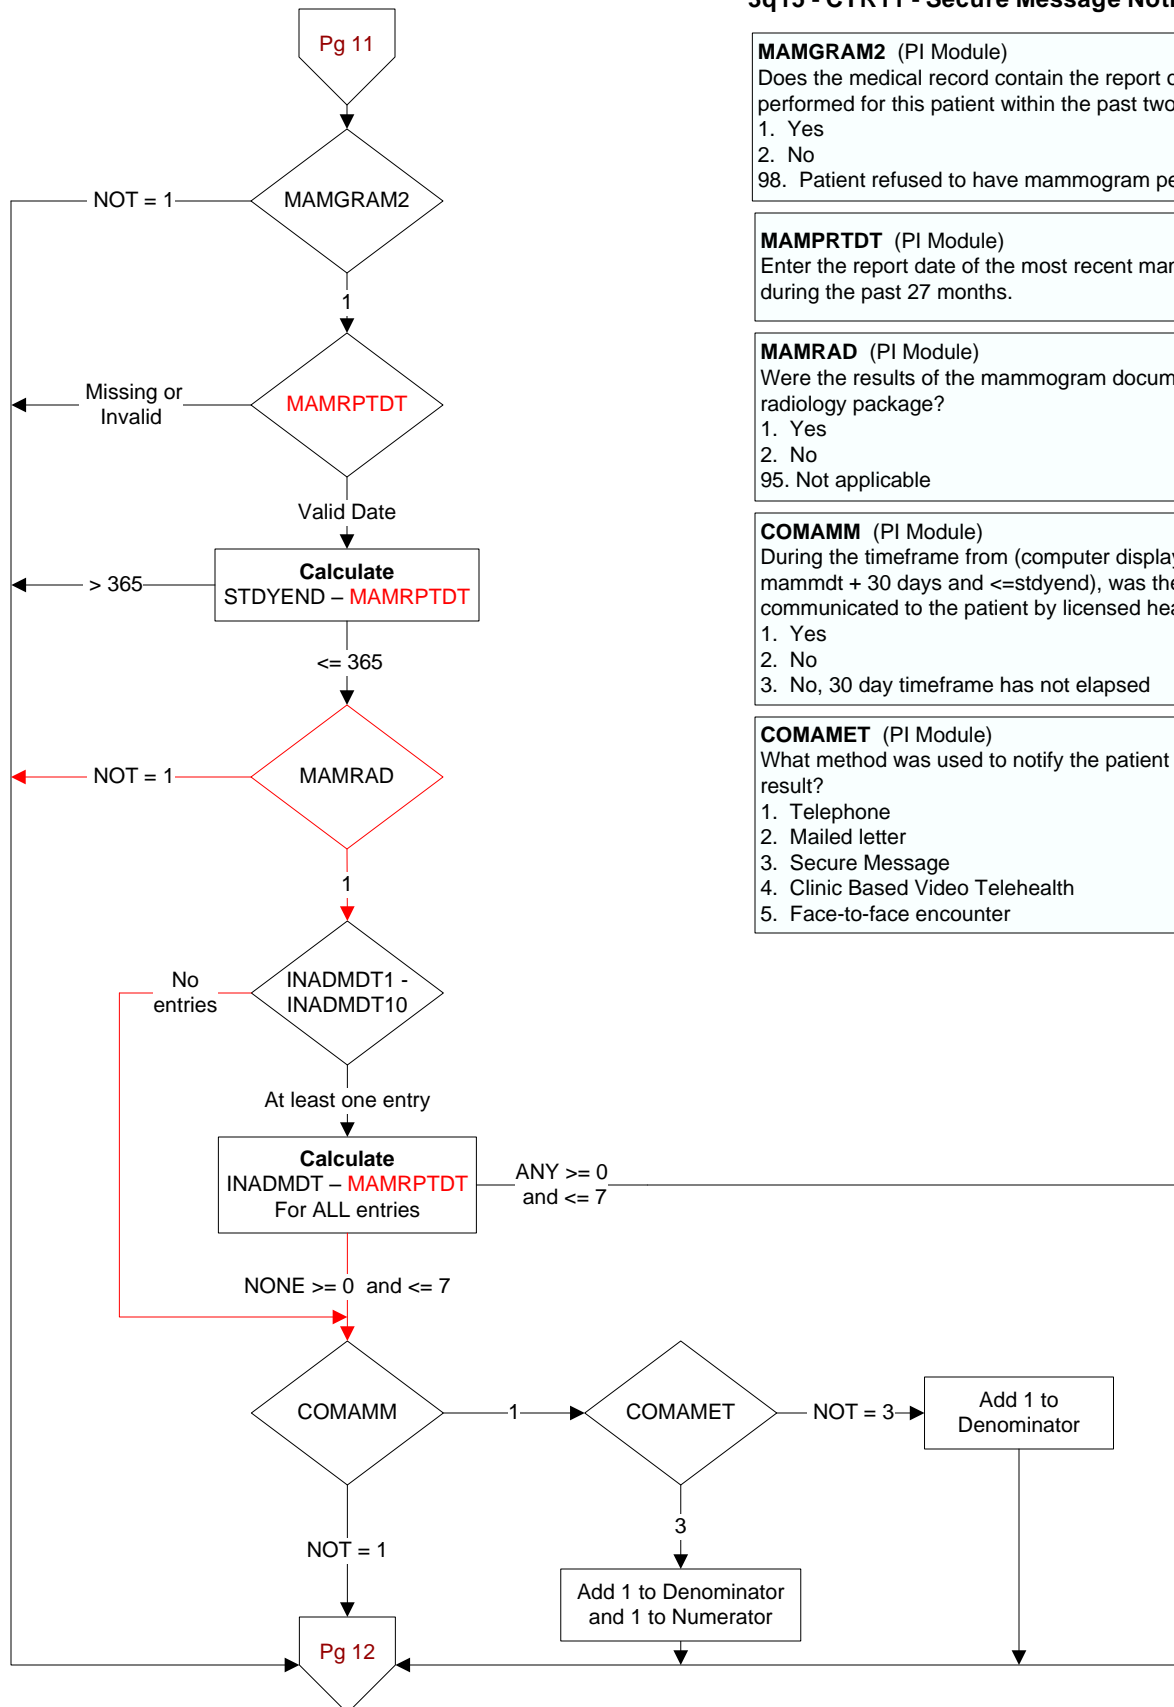 3q15 - CTR11 - Secure Message
Pg 11
MAMGRAM2 (PI Module)
Does the medical record contain the report
performed for this patient within the past two
1. Yes
2. No
98. Patient refused to have mammogram
NOT = 1
MAMGRAM2
1
MAMPRTDT (PI Module)
Enter the report date of the most recent
during the past 27 months.
Missing or
Invalid
MAMRPTDT
MAMRAD (PI Module)
Were the results of the mammogram
radiology package?
1. Yes
2. No
95. Not applicable
Valid Date
Calculate
STDYEND – MAMRPTDT
> 365
<= 365
COMAMM (PI Module)
During the timeframe from (computer
mammdt + 30 days and <=stdyend), was
communicated to the patient by licensed
1. Yes
2. No
3. No, 30 day timeframe has not elapsed
NOT = 1
MAMRAD
1
COMAMET (PI Module)
What method was used to notify the patient
result?
1. Telephone
2. Mailed letter
3. Secure Message
4. Clinic Based Video Telehealth
5. Face-to-face encounter
No
entries
INADMDT1 -
INADMDT10
At least one entry
Calculate
INADMDT – MAMRPTDT
For ALL entries
ANY >= 0
and <= 7
NONE >= 0 and <= 7
COMAMM
1
COMAMET
NOT = 3
Add 1 to
Denominator
NOT = 1
3
Add 1 to Denominator
and 1 to Numerator
Pg 12